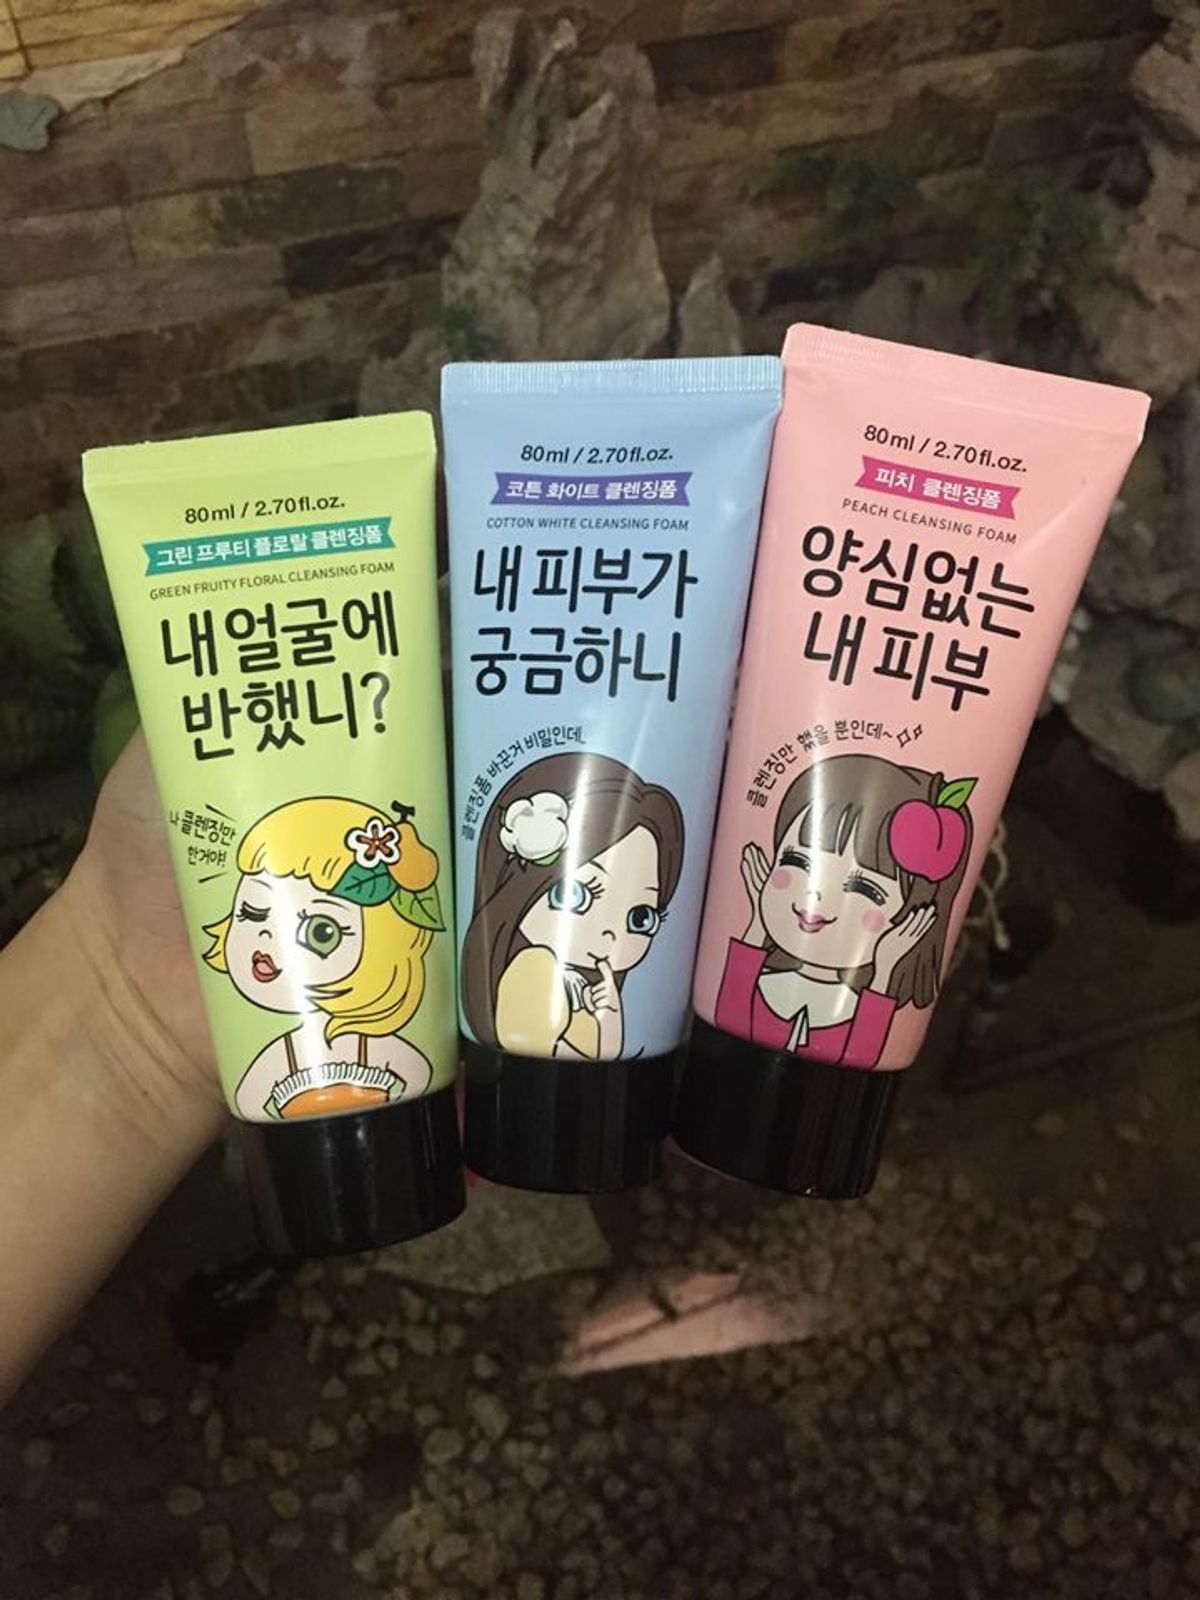 80ml / 2.70fl.oz.
그린 프루티 플로랄 클렌징폼
GREEN FRUITY FLORAL CLEANSING FOAM
내 얼굴에
반했니?
나 클렌징만
한거야!
80ml / 2.70fl.oz.
코튼 화이트 클렌징폼
COTTON WHITE CLEANSING FOAM
내 피부가
궁금하니
클렌징폼 바꾼거 비밀인데..
80ml / 2.70fl.oz.
피치 클렌징폼
PEACH CLEANSING FOAM
양심없는
내 피부
클렌징만 했을 뿐인데~